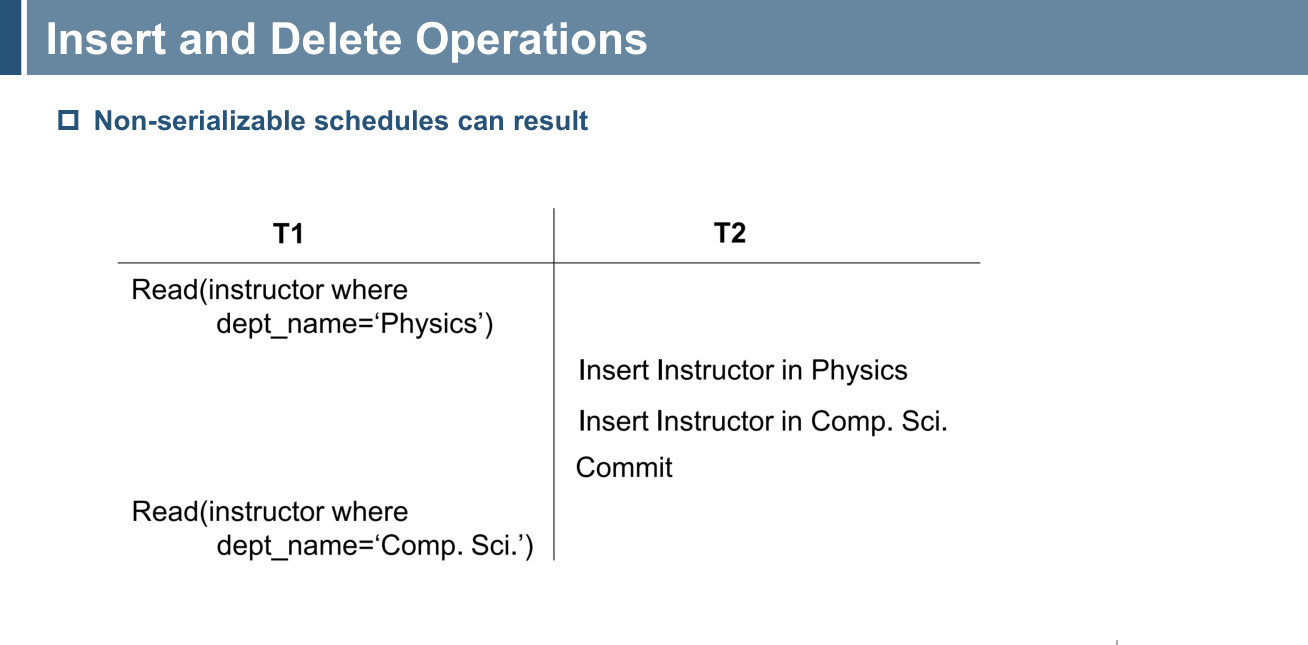 Insert and Delete Operations
Non-serializable schedules can result
T1 T2
Read(instructor where
dept_name=‘Physics’)
Insert Instructor in Physics
Insert Instructor in Comp. Sci.
Commit
Read(instructor where
dept_name=‘Comp. Sci.’)